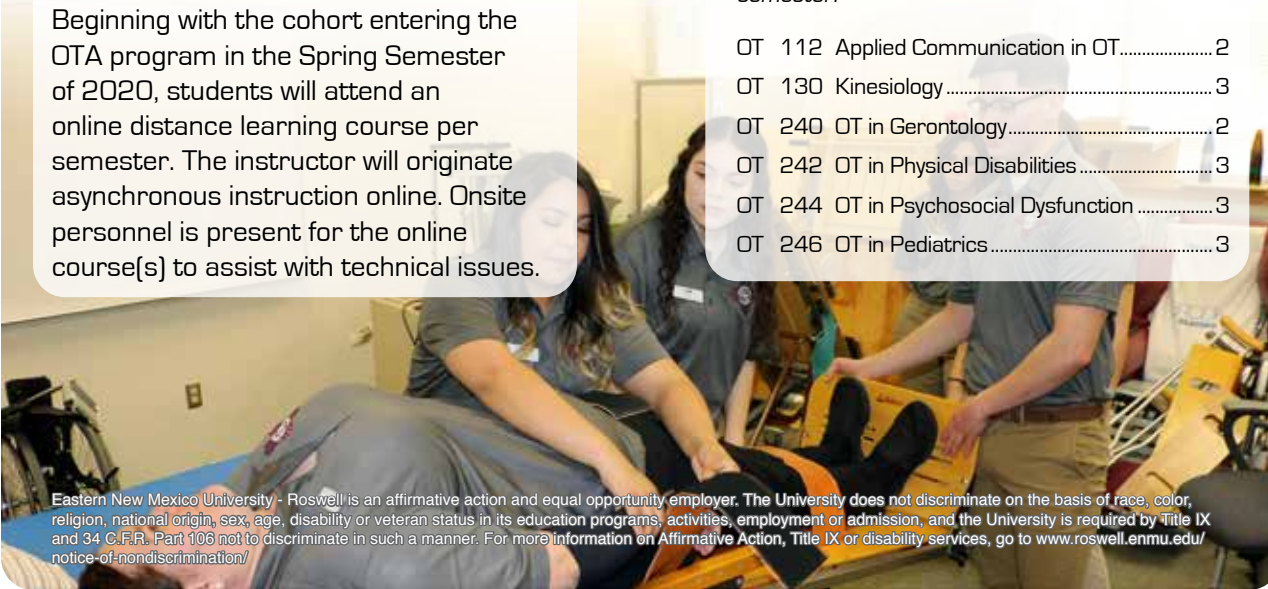 Beginning with the cohort entering the
OTA program in the Spring Semester
of 2020, students will attend an
online distance learning course per
semester. The instructor will originate
asynchronous instruction online. Onsite
personnel is present for the online
course(s) to assist with technical issues.
OT 112 Applied Communication in OT.....................2
OT 130 Kinesiology.............................................................3
OT 240 OT in Gerontology...............................................2
OT 242 OT in Physical Disabilities...............................3
OT 244 OT in Psychosocial Dysfunction.................3
OT 246 OT in Pediatrics...................................................3
Eastern New Mexico University - Roswell is an affirmative action and equal opportunity employer. The University does not discriminate on the basis of race, color,
religion, national origin, sex, age, disability or veteran status in its education programs, activities, employment or admission, and the University is required by Title IX
and 34 C.F.R. Part 106 not to discriminate in such a manner. For more information on Affirmative Action, Title IX or disability services, go to www.roswell.enmu.edu/
notice-of-nondiscrimination/